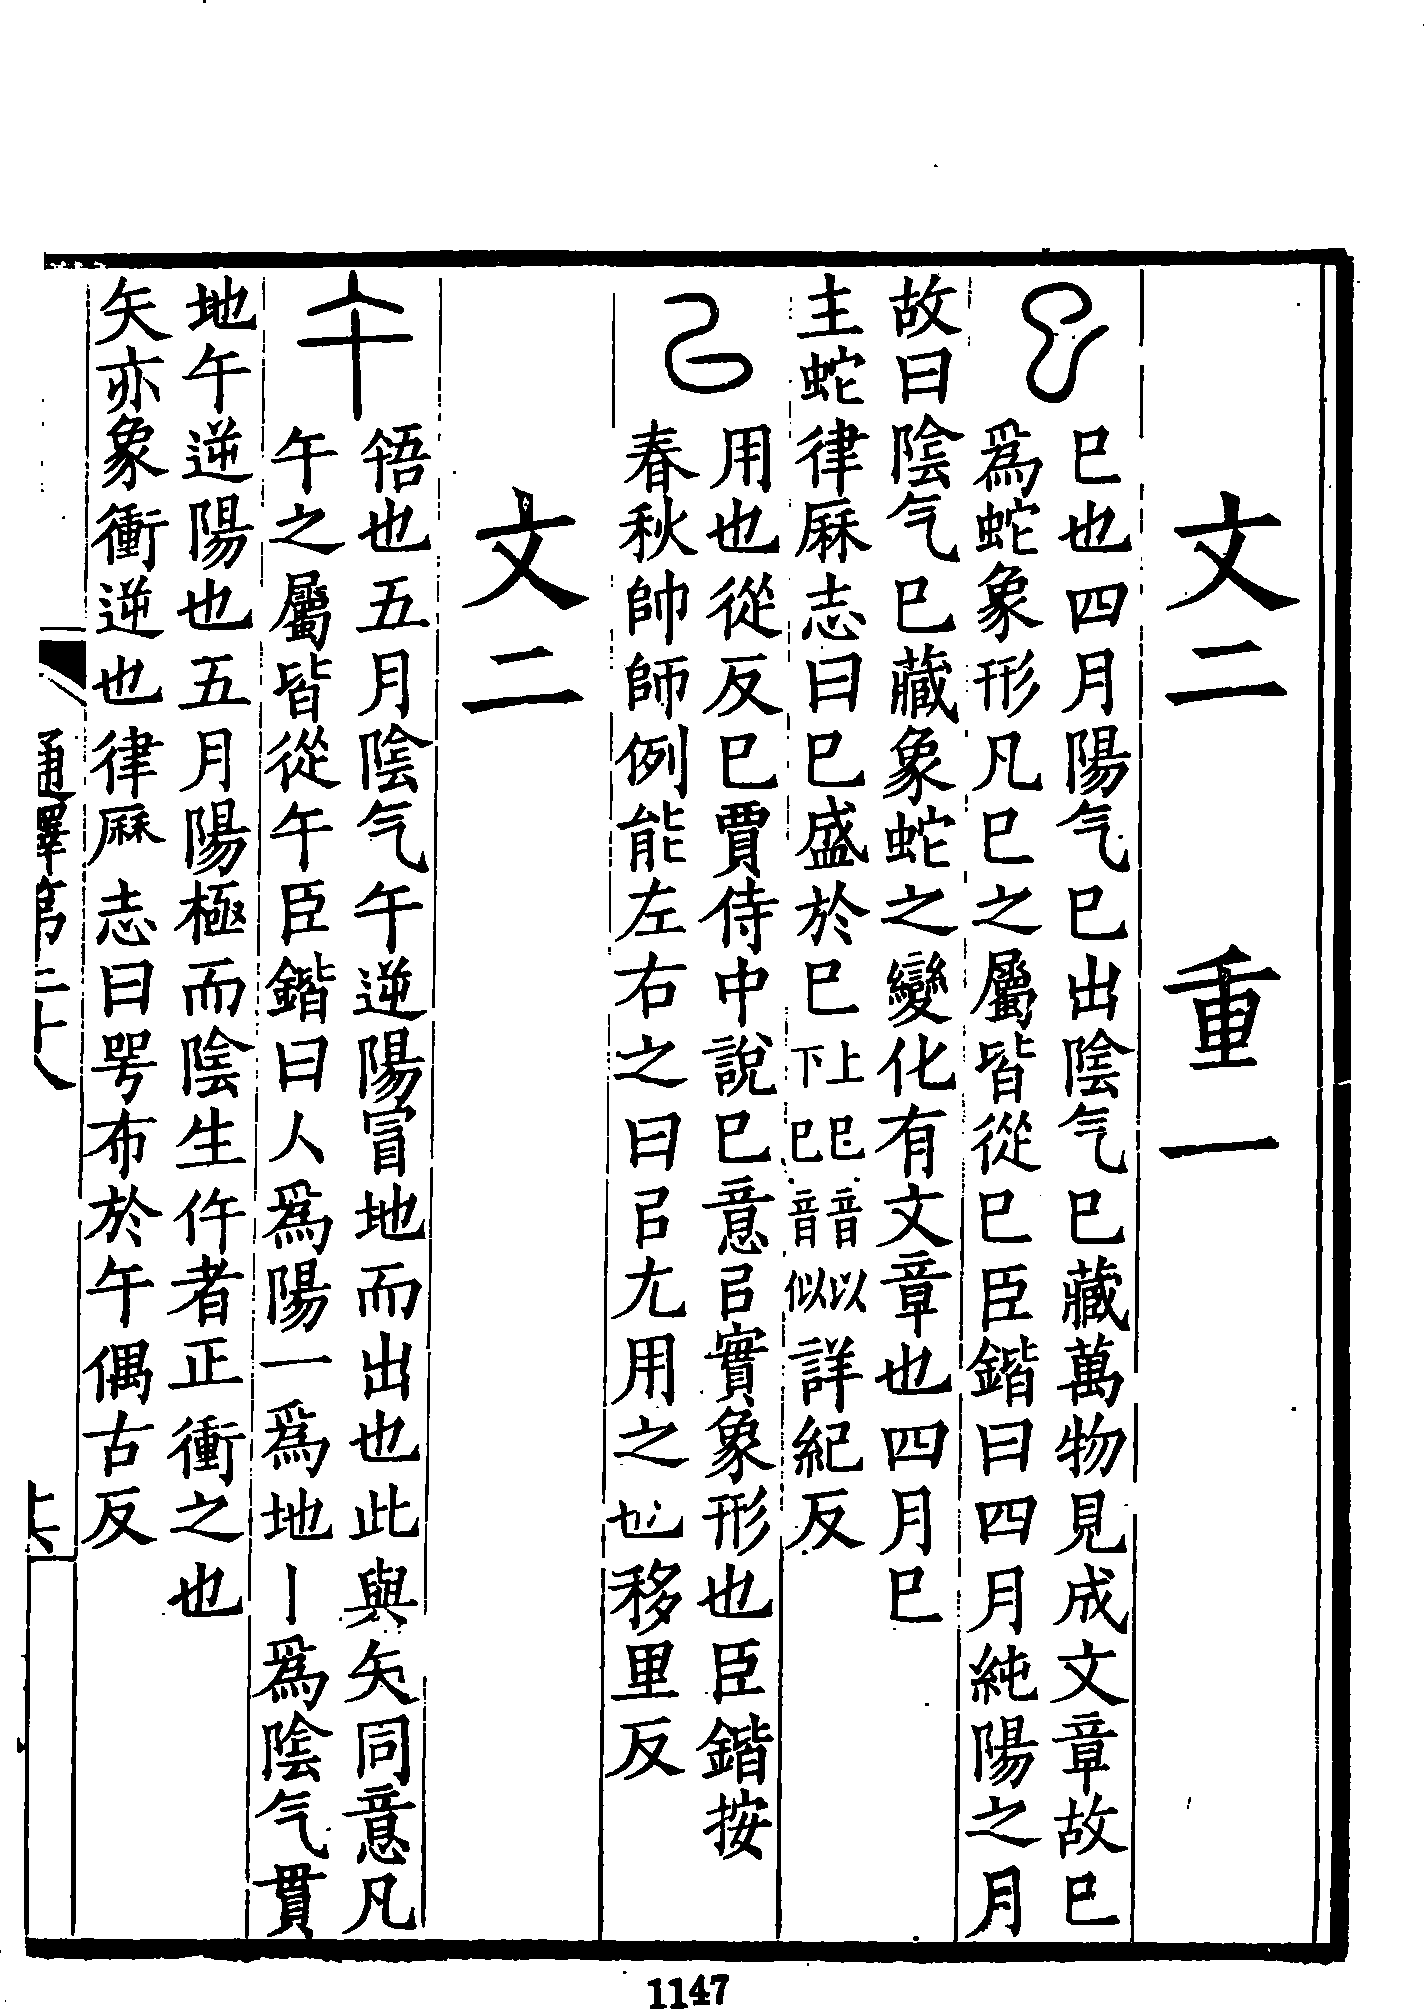 文二　重一
巳　巳也四月陽气巳出陰气巳藏萬物見成文章故巳
爲蛇象形凡巳之屬皆從巳臣鍇曰四月純陽之月
故曰陰气巳藏象蛇之變化有文章也四月巳
主蛇律厤志曰巳盛於巳上巳音以下巳音似詳紀反
㠯　用也從反巳賈侍中說巳意㠯實象形也臣鍇按
春秋帥師例能左右之曰㠯尤用之也移里反
文二
午　啎也五月陰气午逆陽冒地而出也此與矢同意凡
午之屬皆從午臣鍇曰人爲陽一爲地丨爲陰气貫
地午逆陽也五月陽極而陰生仵者正衝之也
矢亦象衝逆也律厤志曰咢布於午偶古反
通釋第二十八
十六
1147